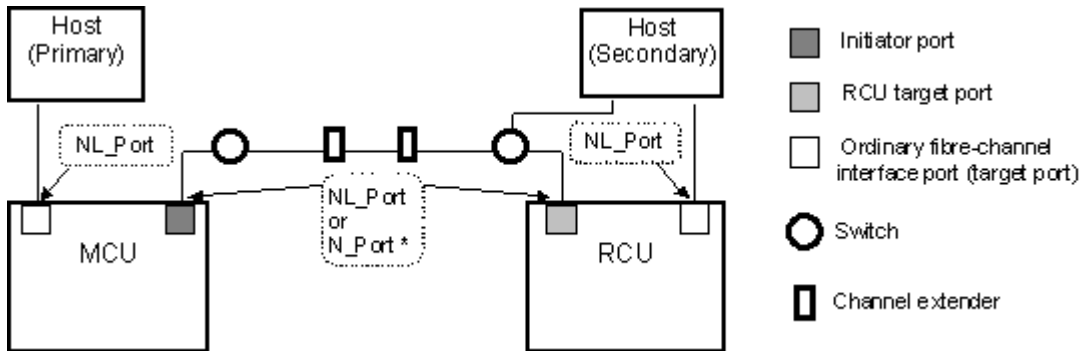 Host
(Primary)
Host
(Secondary)
NL_Port
NL_Port
NL_Port
or
N_Port *
MCU
RCU
Initiator port
RCU target port
Ordinary fibre-channel
interface port (target port)
Switch
Channel extender